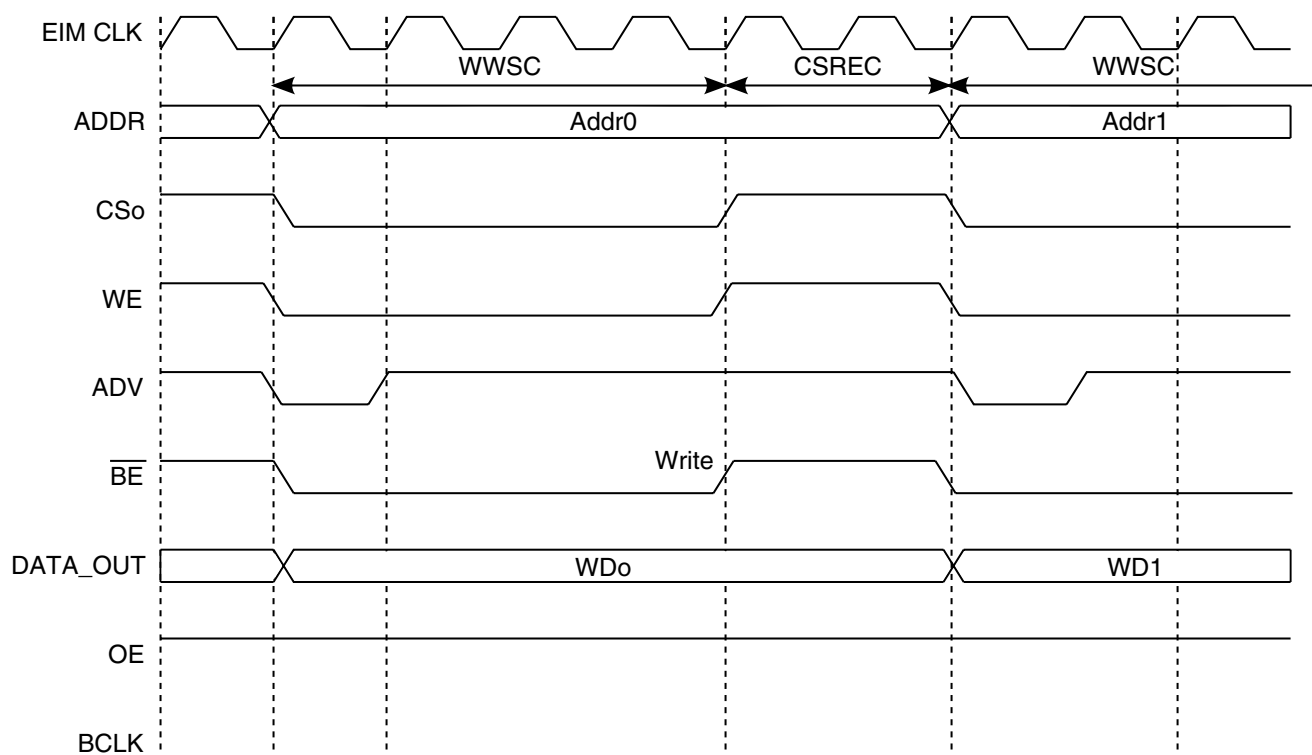 EIM CLK
WWSC CSREC WWSC
ADDR Addr0 Addr1
CSo
WE
ADV
BE Write
DATA_OUT WDo WD1
OE
BCLK